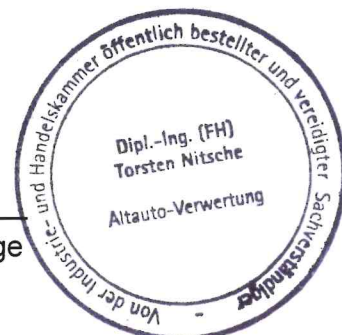 Von der Industrie- und Handelskammer öffentlich bestellter und vereidigter Sachverständiger -
Dipl.-Ing. (FH)
Torsten Nitsche
Altauto-Verwertung
ge